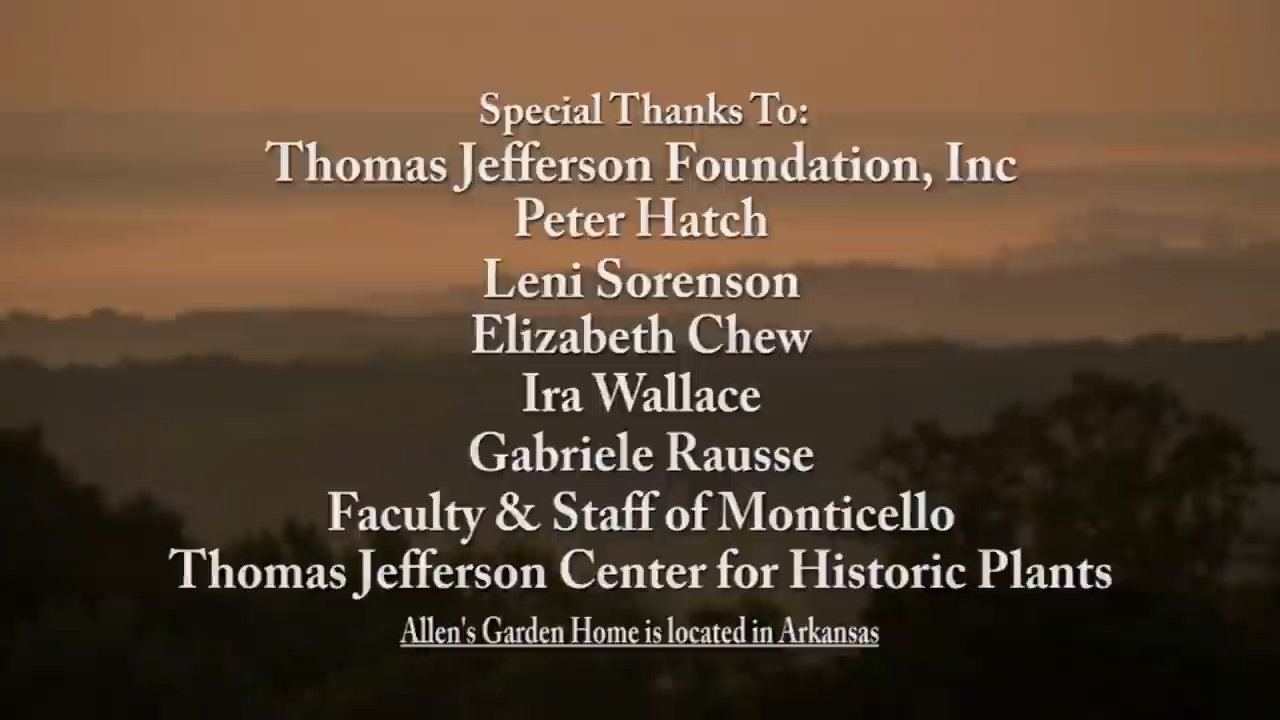 Special Thanks To:
Thomas Jefferson Foundation, Inc
Peter Hatch
Leni Sorenson
Elizabeth Chew
Ira Wallace
Gabriele Rausse
Faculty & Staff of Monticello
Thomas Jefferson Center for Historic Plants
Allen's Garden Home is located in Arkansas